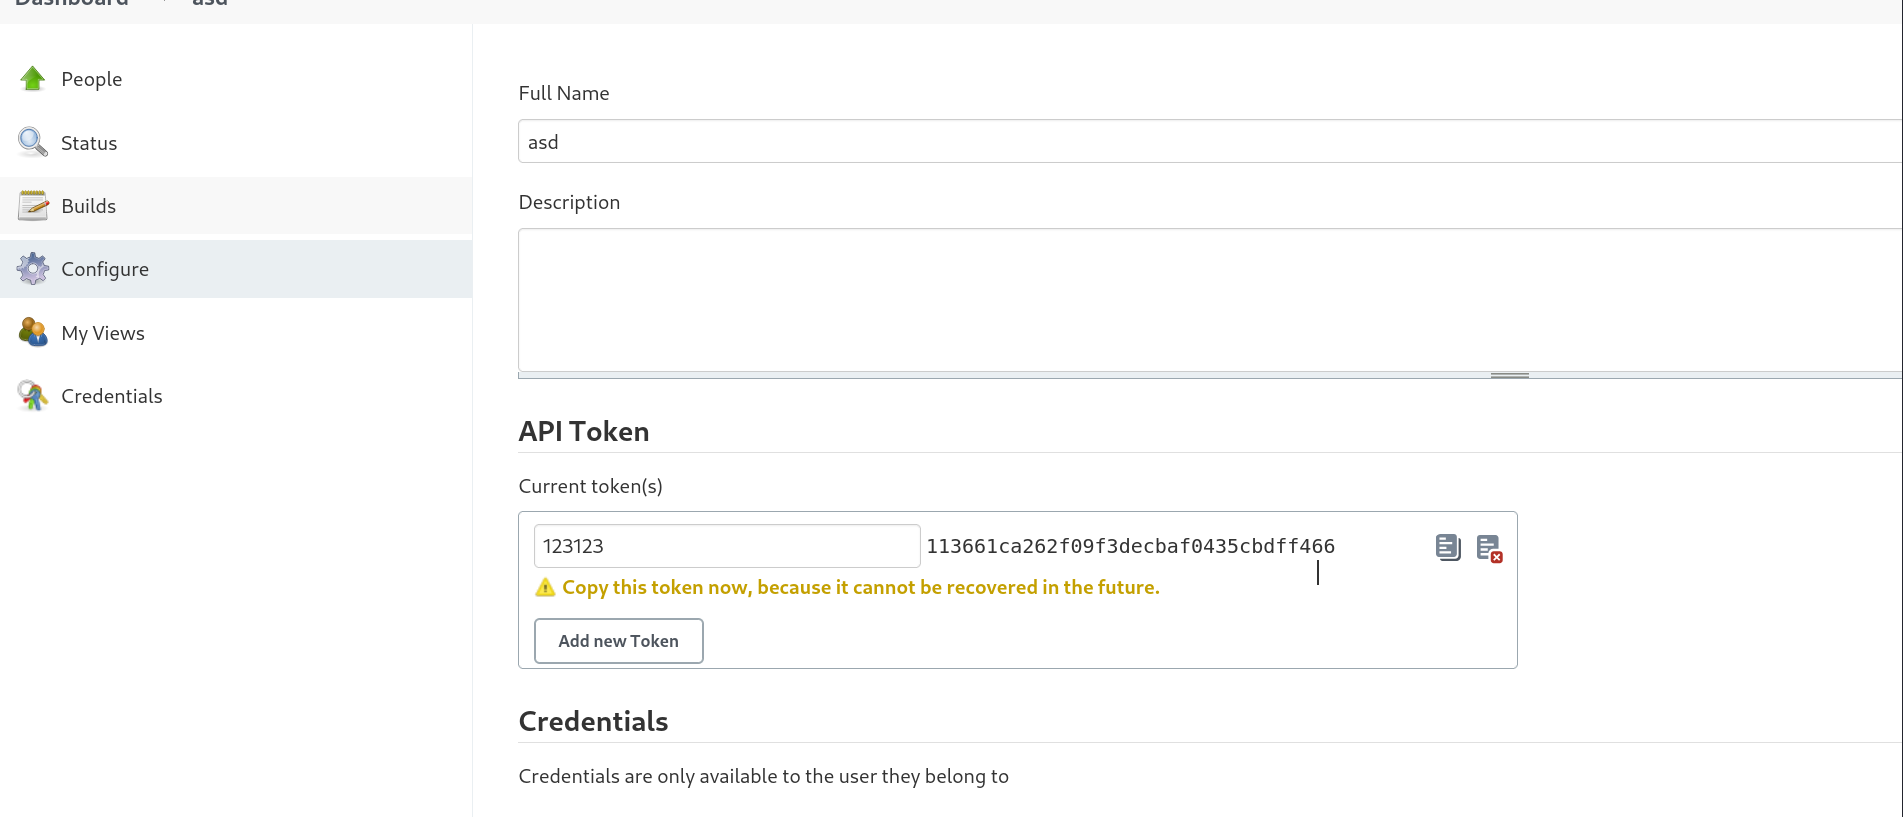 Dashboard asd
People
Status
Builds
Configure
My Views
Credentials
Full Name
asd
Description
API Token
Current token(s)
123123 113661ca262f09f3decbaf0435cbdff466
Copy this token now, because it cannot be recovered in the future.
Add new Token
Credentials
Credentials are only available to the user they belong to